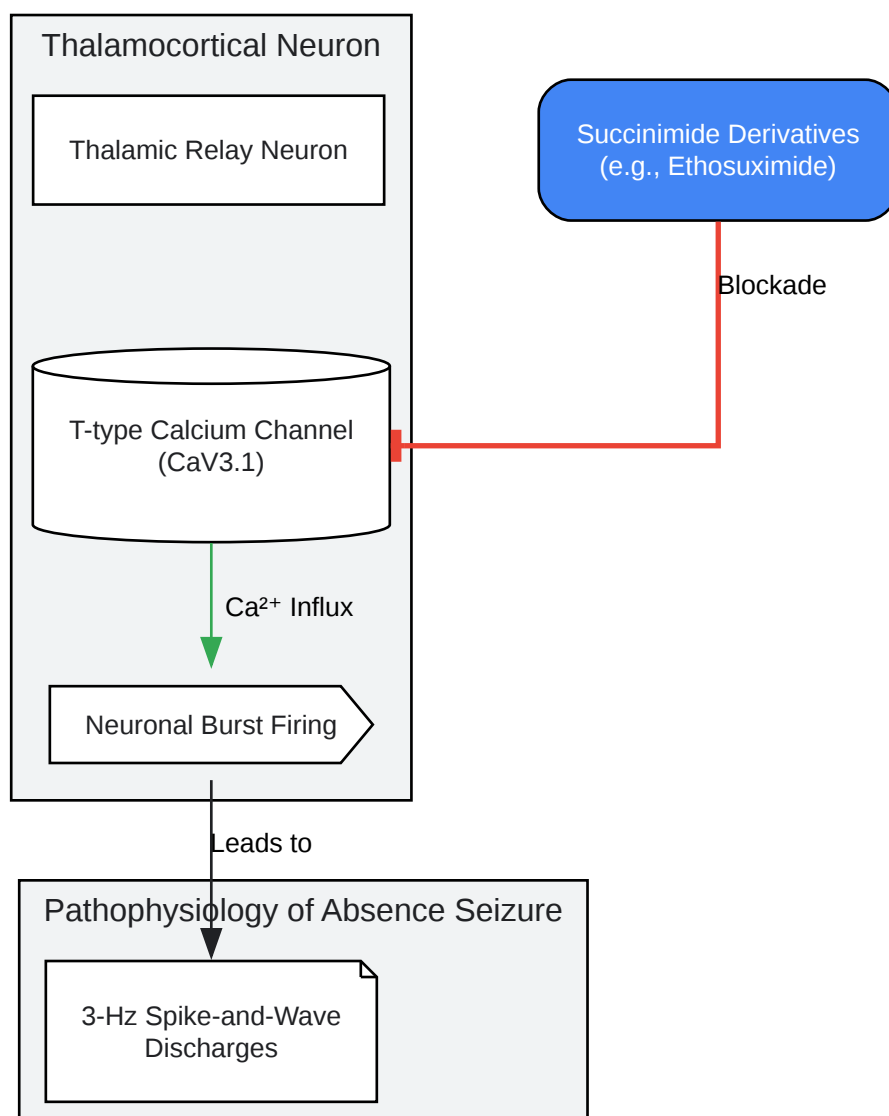 Thalamocortical Neuron
Thalamic Relay Neuron
Succinimide Derivatives
(e.g., Ethosuximide)
Blockade
T-type Calcium Channel
(CaV3.1)
Ca²⁺ Influx
Neuronal Burst Firing
Leads to
Pathophysiology of Absence Seizure
3-Hz Spike-and-Wave
Discharges